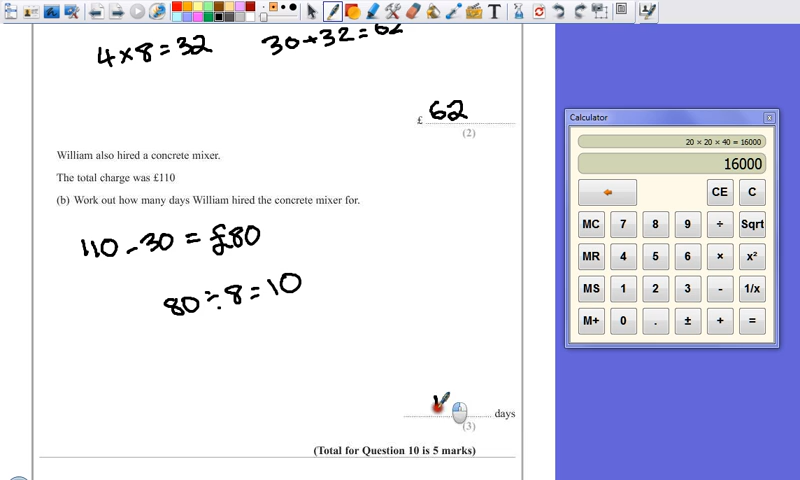 4×8=32 30+32=62
£ 62
(2)
William also hired a concrete mixer.
The total charge was £110
(b) Work out how many days William hired the concrete mixer for.
110-30 = £80
80÷8=10
days
(3)
(Total for Question 10 is 5 marks)
Calculator
20 × 20 × 40 = 16000
16000
CE C
MC 7 8 9 ÷ Sqrt
MR 4 5 6 × x²
MS 1 2 3 - 1/x
M+ 0 . ± + =
T